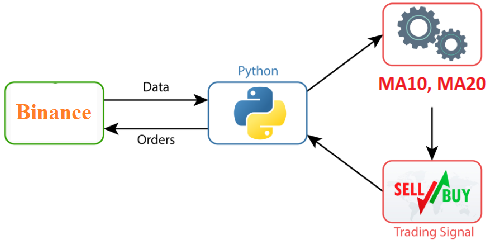 Python
Data
Binance
Orders
MA10, MA20
SELL
BUY
Trading Signal